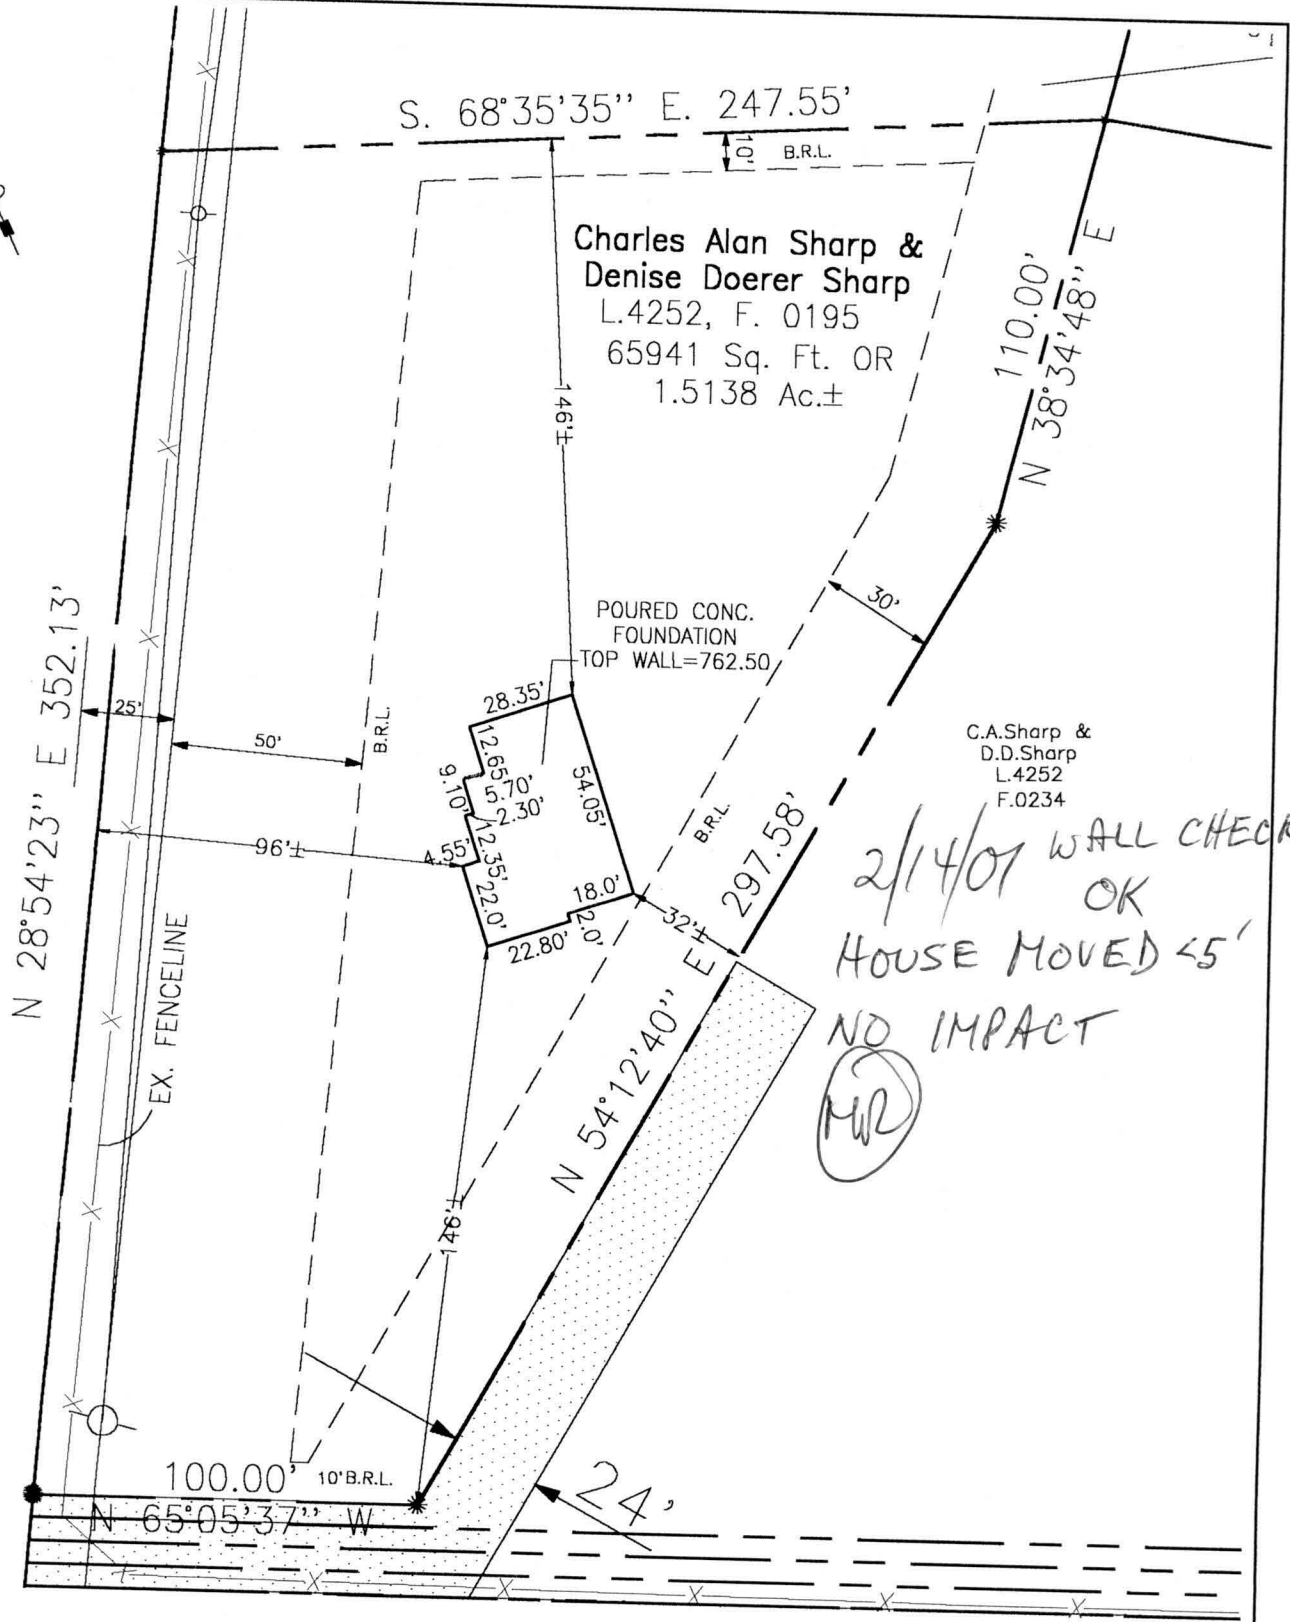 S. 68°35'35" E. 247.55'
10'
B.R.L.
Charles Alan Sharp &
Denise Doerer Sharp
L.4252, F. 0195
65941 Sq. Ft. OR
1.5138 Ac.±
110.00'
N 38°34'48" E
146'±
30'
POURED CONC.
FOUNDATION
TOP WALL=762.50
N 28°54'23" E 352.13'
25'
50'
B.R.L.
28.35'
12.65'
9.10'
5.70'
2.30'
54.05'
12.35'
4.55'
22.0'
96'±
18.0'
2.0'
22.80'
32'±
B.R.L.
C.A.Sharp &
D.D.Sharp
L.4252
F.0234
2/14/07 WALL CHECK
OK
HOUSE MOVED <5'
NO IMPACT
MWR
N 54°12'40" E 297.58'
EX. FENCELINE
146'±
100.00'
10'B.R.L.
N 65°05'37" W
24'